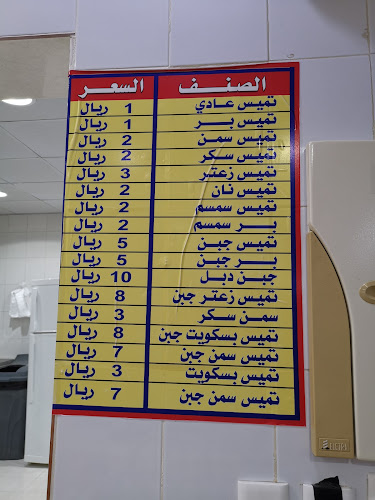 الصنف السعر
تميس عادي 1 ريال
تميس بر 1 ريال
تميس سمن 2 ريال
تميس سكر 2 ريال
تميس زعتر 3 ريال
تميس نان 2 ريال
تميس سمسم 2 ريال
بر سمسم 2 ريال
تميس جبن 5 ريال
بر جبن 5 ريال
جبن دبل 10 ريال
تميس زعتر جبن 8 ريال
سمن سكر 3 ريال
تميس بسكويت جبن 8 ريال
تميس سمن جبن 7 ريال
تميس بسكويت 3 ريال
تميس سمن جبن 7 ريال